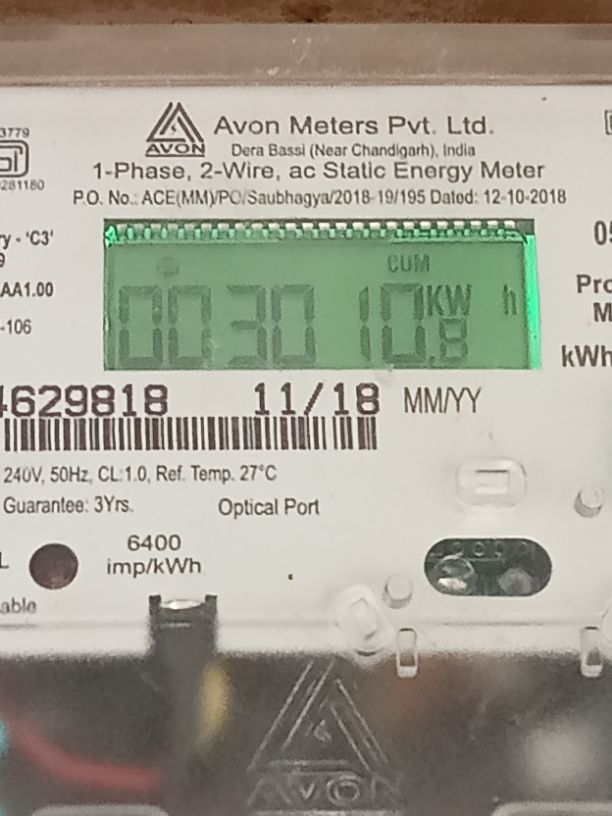 3779
Avon Meters Pvt. Ltd.
AVON
Dera Bassi (Near Chandigarh), India
281180
1-Phase, 2-Wire, ac Static Energy Meter
P.O. No.: ACE(MM)/PO/Saubhagya/2018-19/195 Dated: 12-10-2018
ry - 'C3'
AA1.00
-106
CUM
003010.8 KW h
05
Pro
M
kWh
4629818 11/18 MM/YY
240V, 50Hz, CL:1.0, Ref. Temp. 27°C
Guarantee: 3Yrs. Optical Port
6400
imp/kWh
able
AVON